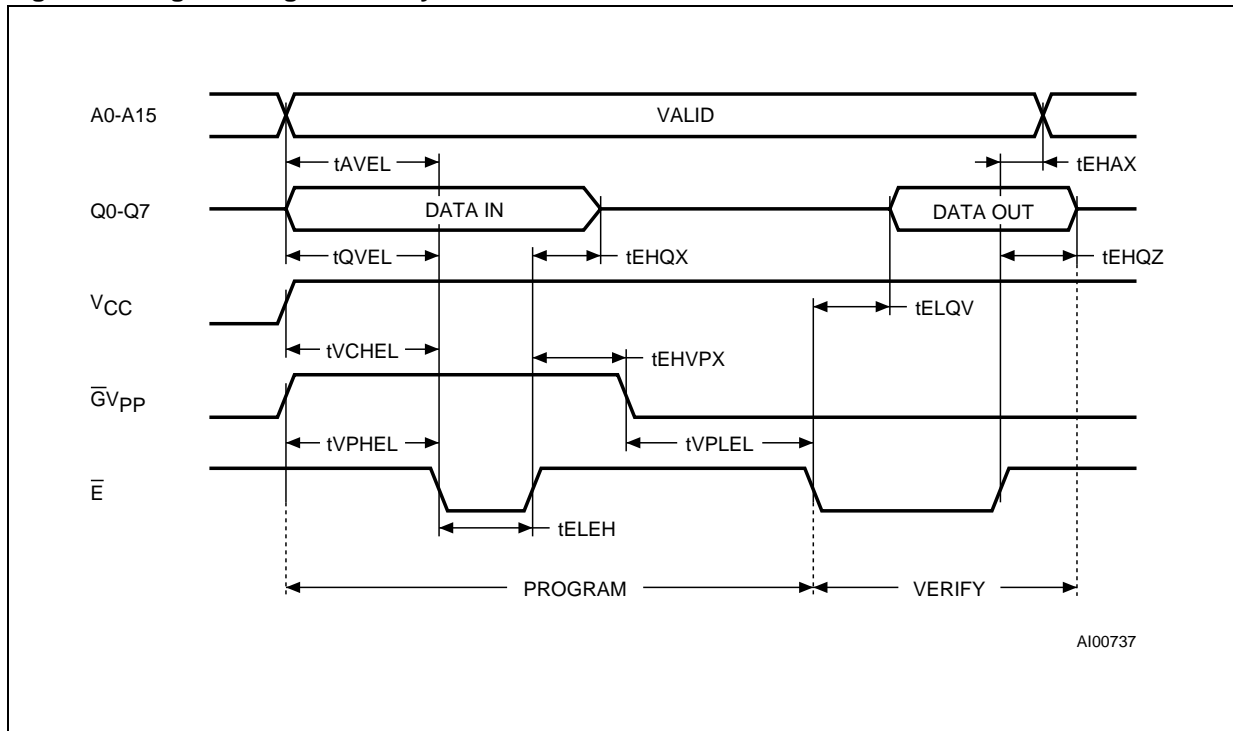 A0-A15
VALID
tAVEL
tEHAX
Q0-Q7
DATA IN
DATA OUT
tQVEL
tEHQX
tEHQZ
VCC
tELQV
tVCHEL
tEHVPX
G̅VPP
tVPHEL
tVPLEL
E̅
tELEH
PROGRAM
VERIFY
AI00737